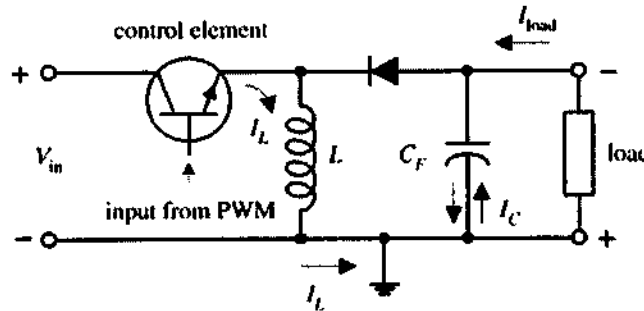 control element
I_load
+
−
I_L
V_in
L
C_F
load
input from PWM
I_C
−
+
I_L